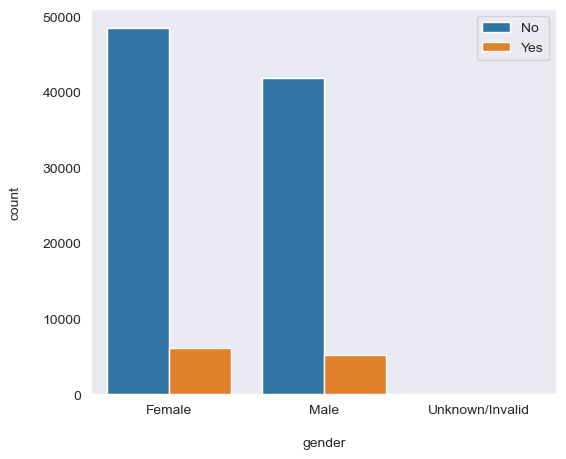 50000
40000
30000
20000
10000
0
count
No
Yes
Female
Male
Unknown/Invalid
gender